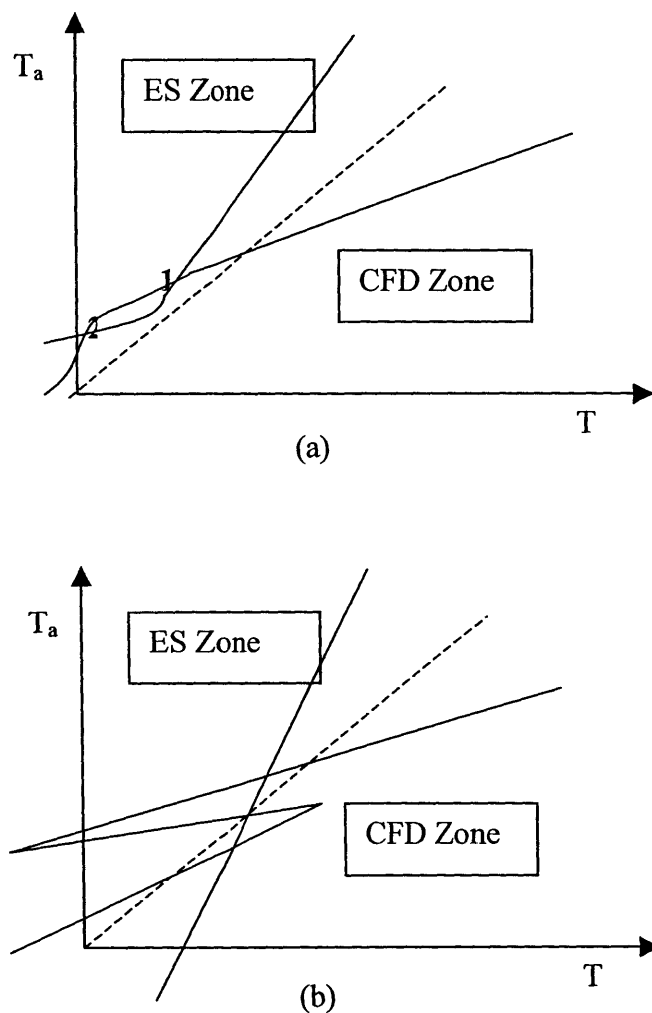 Tₐ
ES Zone
1
CFD Zone
2
T
(a)
Tₐ
ES Zone
CFD Zone
T
(b)